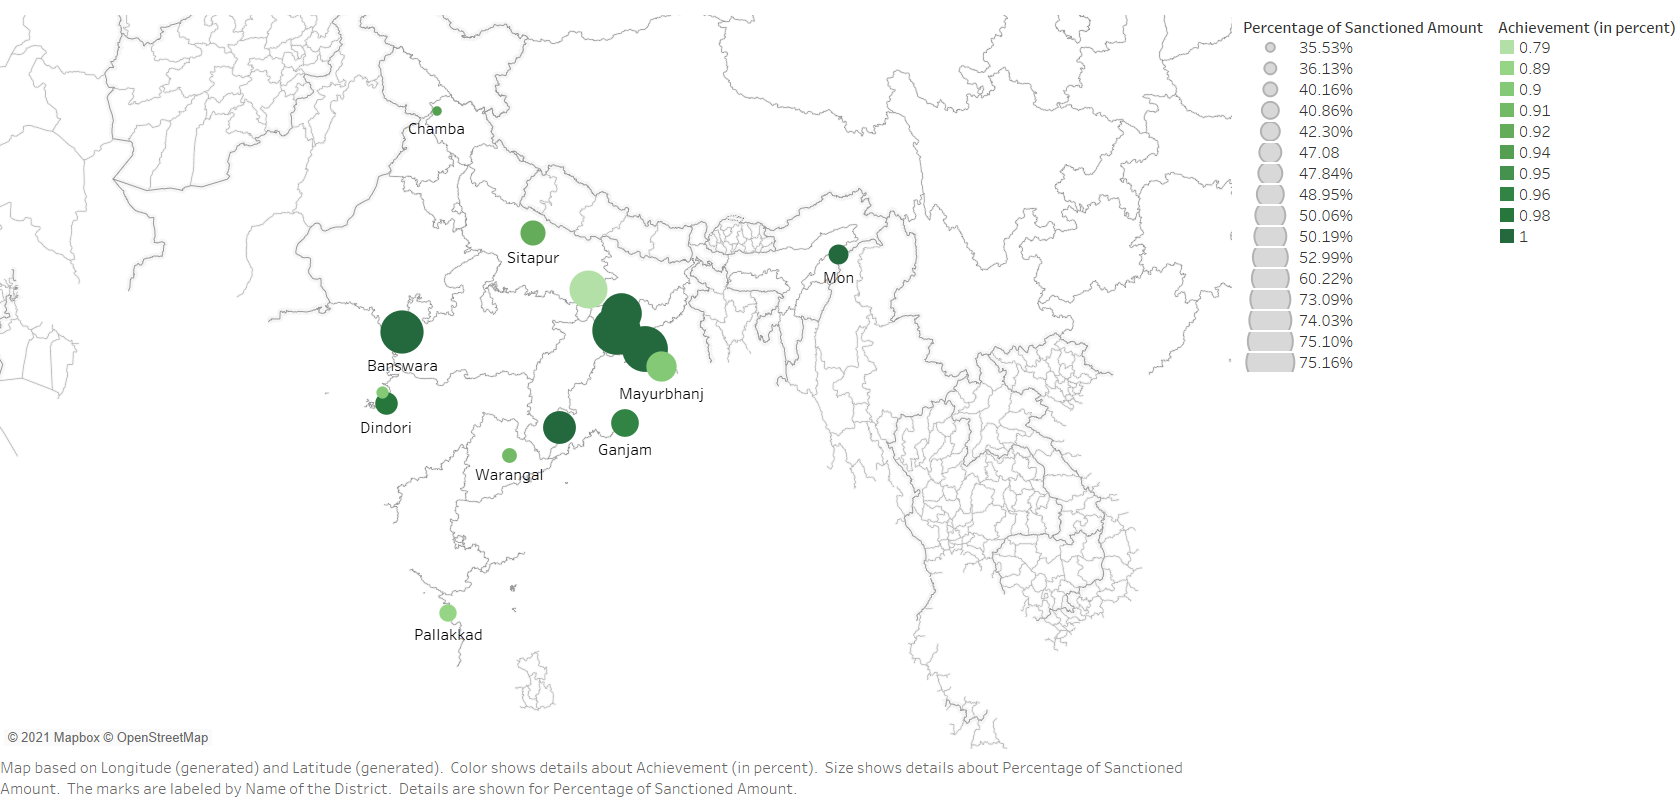 Percentage of Sanctioned Amount
35.53%
36.13%
40.16%
40.86%
42.30%
47.08
47.84%
48.95%
50.06%
50.19%
52.99%
60.22%
73.09%
74.03%
75.10%
75.16%
Achievement (in percent)
0.79
0.89
0.9
0.91
0.92
0.94
0.95
0.96
0.98
1
Chamba
Sitapur
Mon
Banswara
Mayurbhanj
Dindori
Ganjam
Warangal
Pallakkad
© 2021 Mapbox © OpenStreetMap
Map based on Longitude (generated) and Latitude (generated). Color shows details about Achievement (in percent). Size shows details about Percentage of Sanctioned
Amount. The marks are labeled by Name of the District. Details are shown for Percentage of Sanctioned Amount.